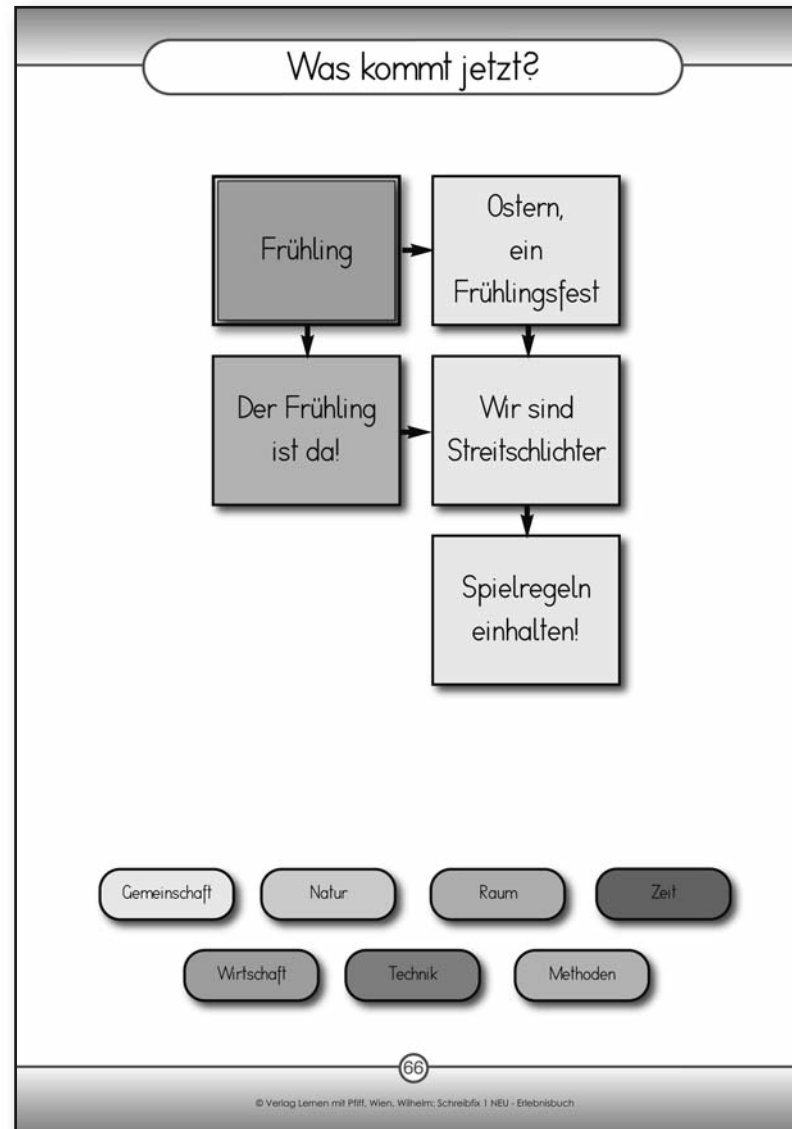 Was kommt jetzt?
Frühling
Ostern,
ein
Frühlingsfest
Der Frühling
ist da!
Wir sind
Streitschlichter
Spielregeln
einhalten!
Gemeinschaft
Natur
Raum
Zeit
Wirtschaft
Technik
Methoden
66
© Verlag Lernen mit Pfiff, Wien, Wilhelm: Schreibfix 1 NEU - Erlebnisbuch